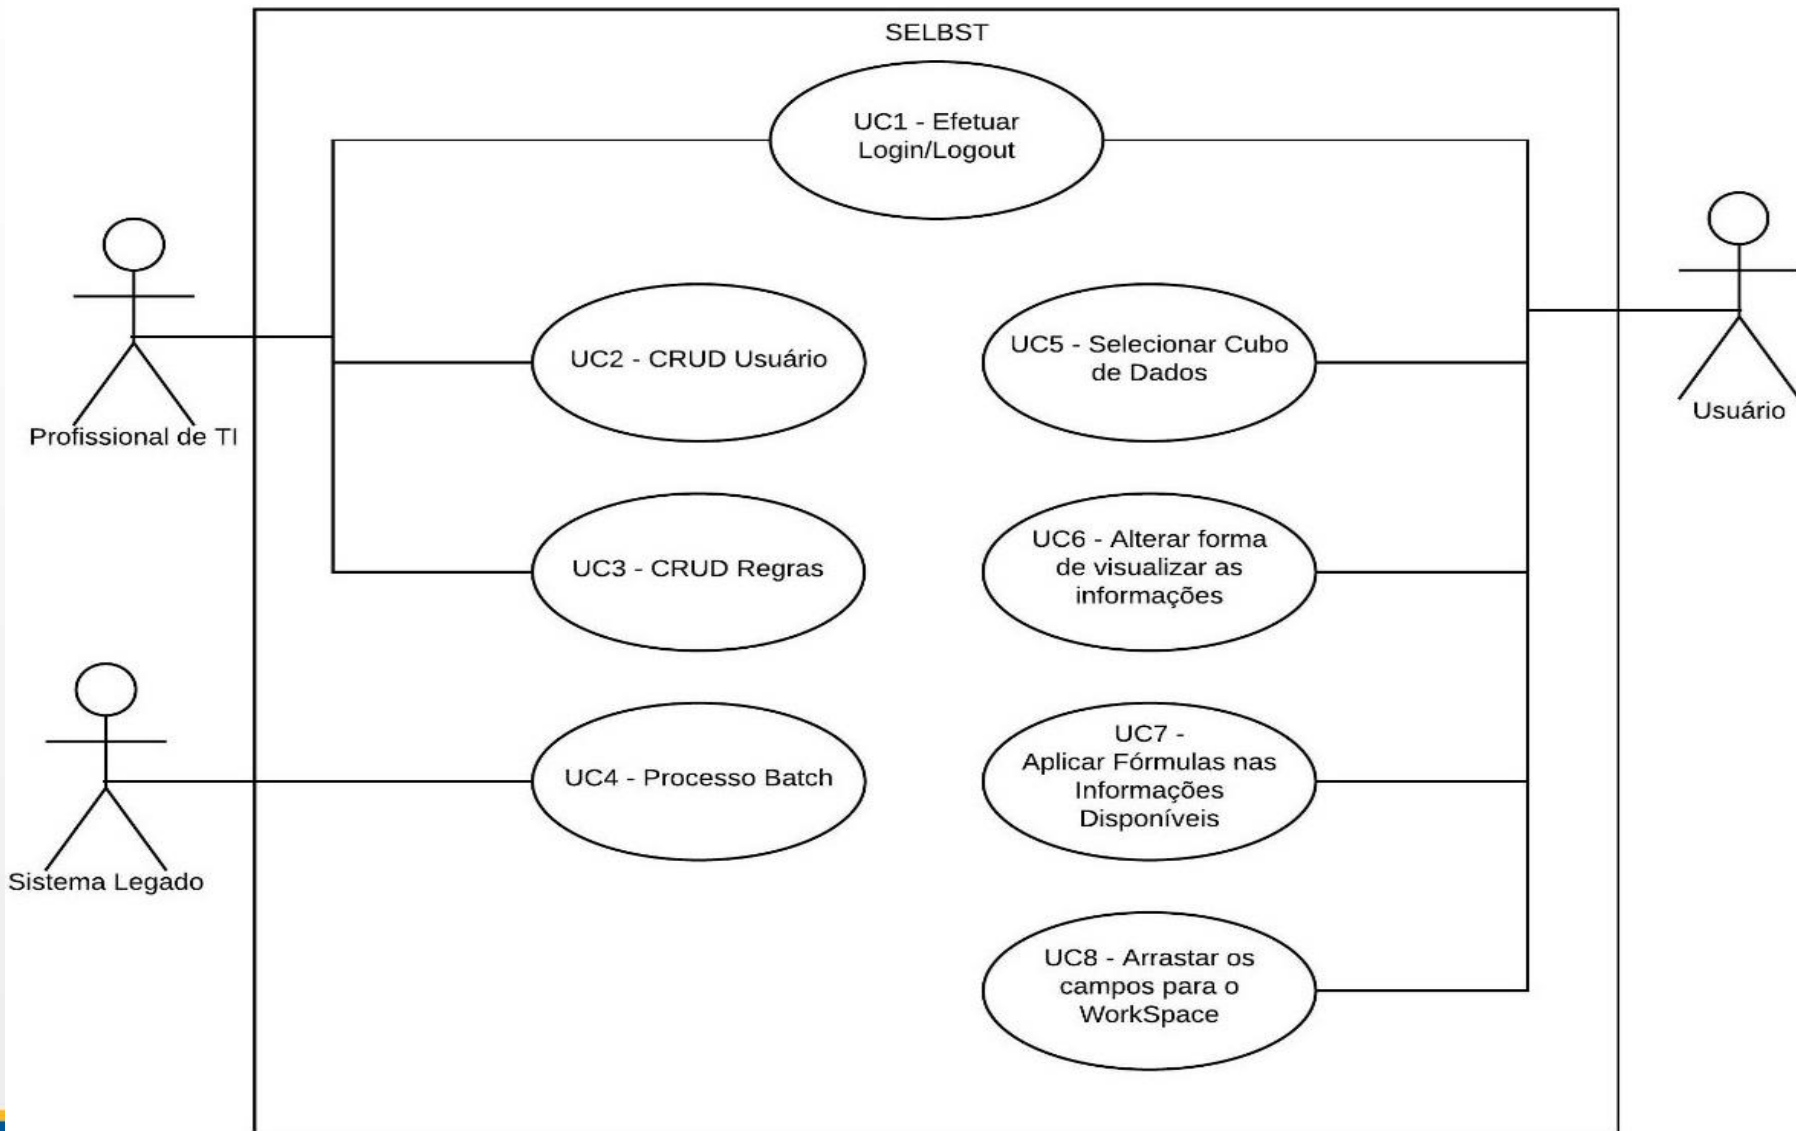 SELBST
UC1 - Efetuar
Login/Logout
UC2 - CRUD Usuário
UC5 - Selecionar Cubo
de Dados
Profissional de TI
Usuário
UC3 - CRUD Regras
UC6 - Alterar forma
de visualizar as
informações
UC4 - Processo Batch
UC7 -
Aplicar Fórmulas nas
Informações
Disponíveis
Sistema Legado
UC8 - Arrastar os
campos para o
WorkSpace